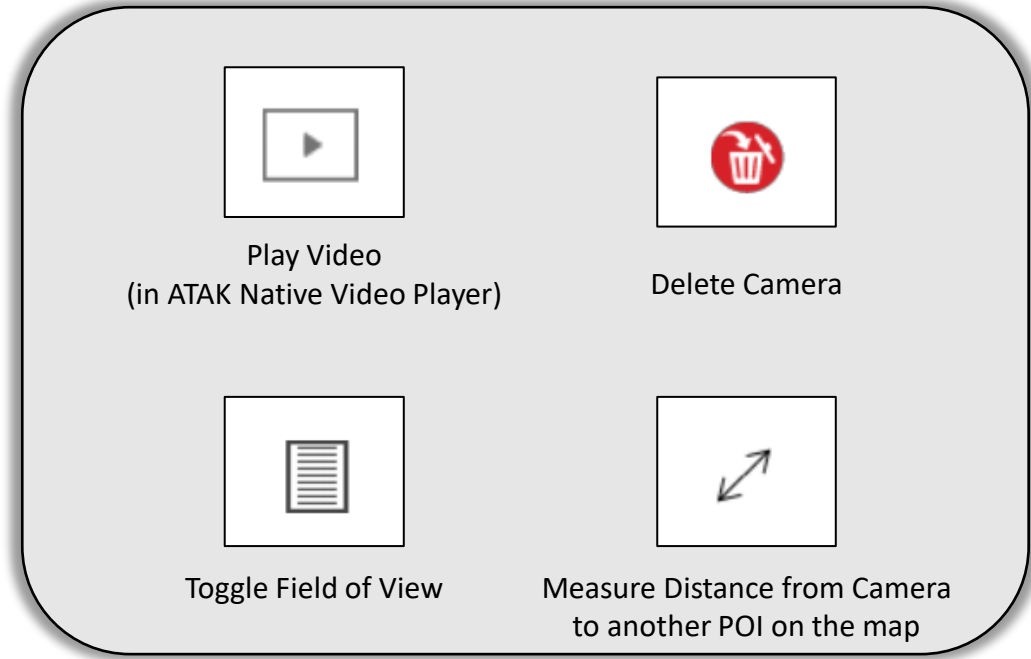 Play Video
(in ATAK Native Video Player)
Delete Camera
Toggle Field of View
Measure Distance from Camera
to another POI on the map